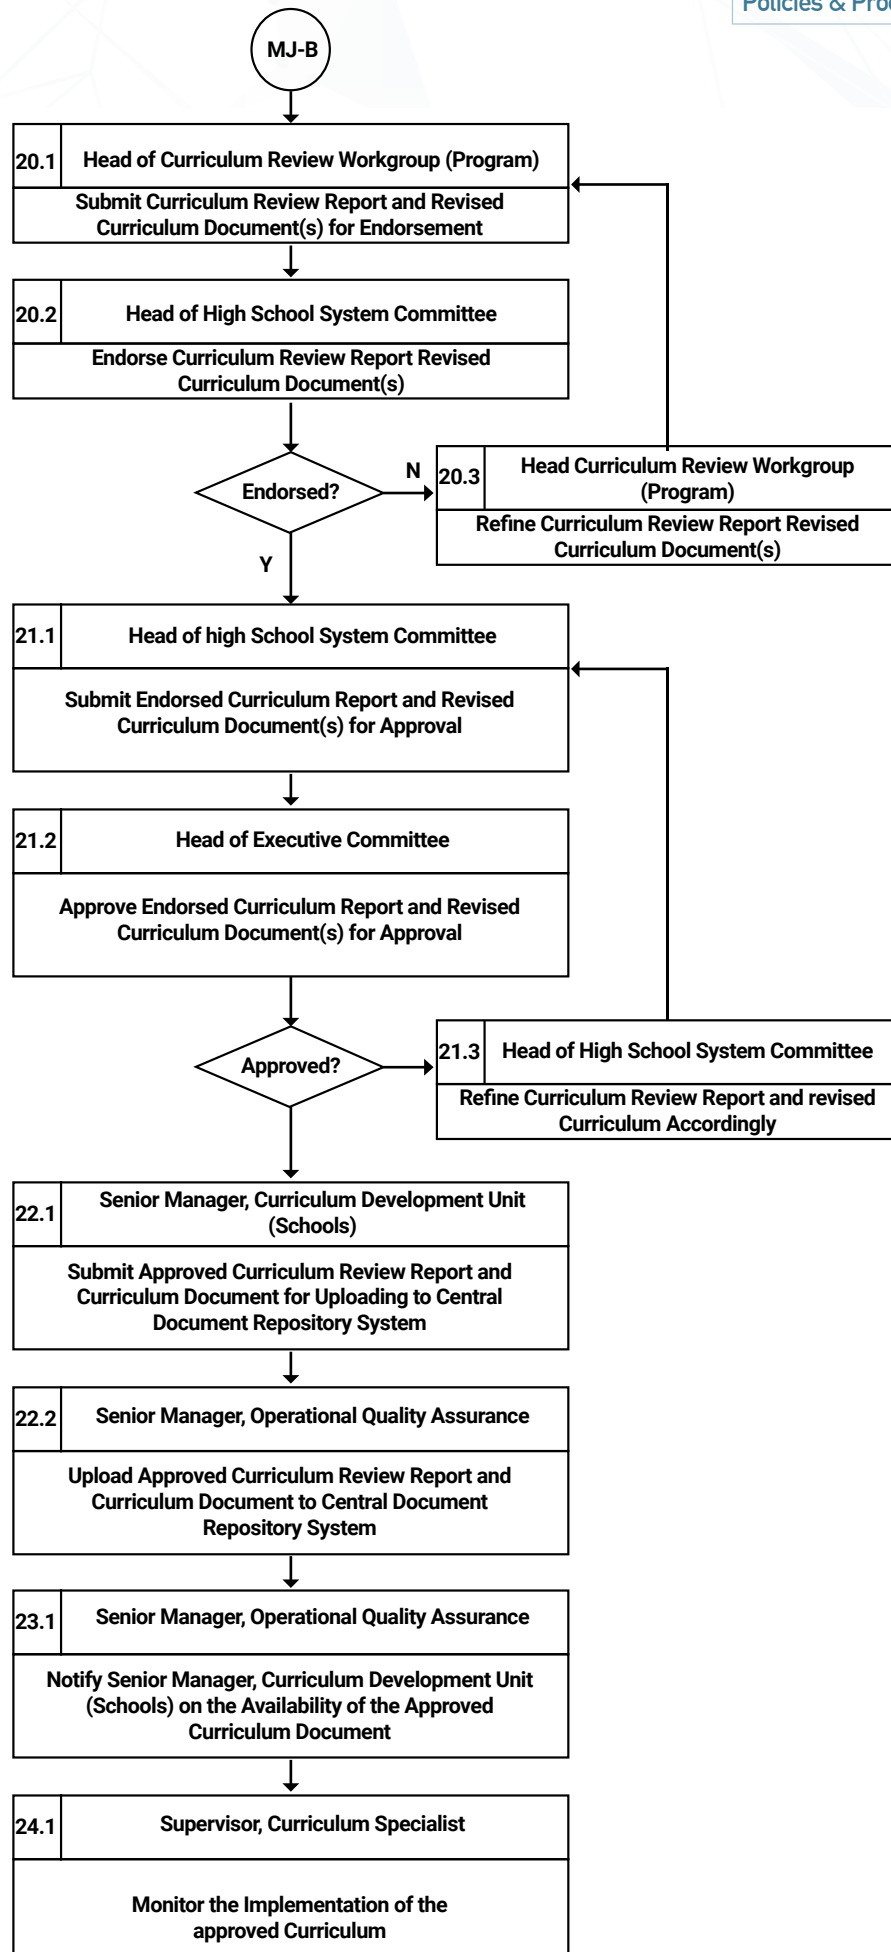 Policies &
MJ-B
20.1
Head of Curriculum Review Workgroup (Program)
Submit Curriculum Review Report and Revised
Curriculum Document(s) for Endorsement
20.2
Head of High School System Committee
Endorse Curriculum Review Report Revised
Curriculum Document(s)
Endorsed?
N
20.3
Head Curriculum Review Workgroup
(Program)
Refine Curriculum Review Report Revised
Curriculum Document(s)
Y
21.1
Head of high School System Committee
Submit Endorsed Curriculum Report and Revised
Curriculum Document(s) for Approval
21.2
Head of Executive Committee
Approve Endorsed Curriculum Report and Revised
Curriculum Document(s) for Approval
Approved?
21.3
Head of High School System Committee
Refine Curriculum Review Report and revised
Curriculum Accordingly
22.1
Senior Manager, Curriculum Development Unit
(Schools)
Submit Approved Curriculum Review Report and
Curriculum Document for Uploading to Central
Document Repository System
22.2
Senior Manager, Operational Quality Assurance
Upload Approved Curriculum Review Report and
Curriculum Document to Central Document
Repository System
23.1
Senior Manager, Operational Quality Assurance
Notify Senior Manager, Curriculum Development Unit
(Schools) on the Availability of the Approved
Curriculum Document
24.1
Supervisor, Curriculum Specialist
Monitor the Implementation of the
approved Curriculum